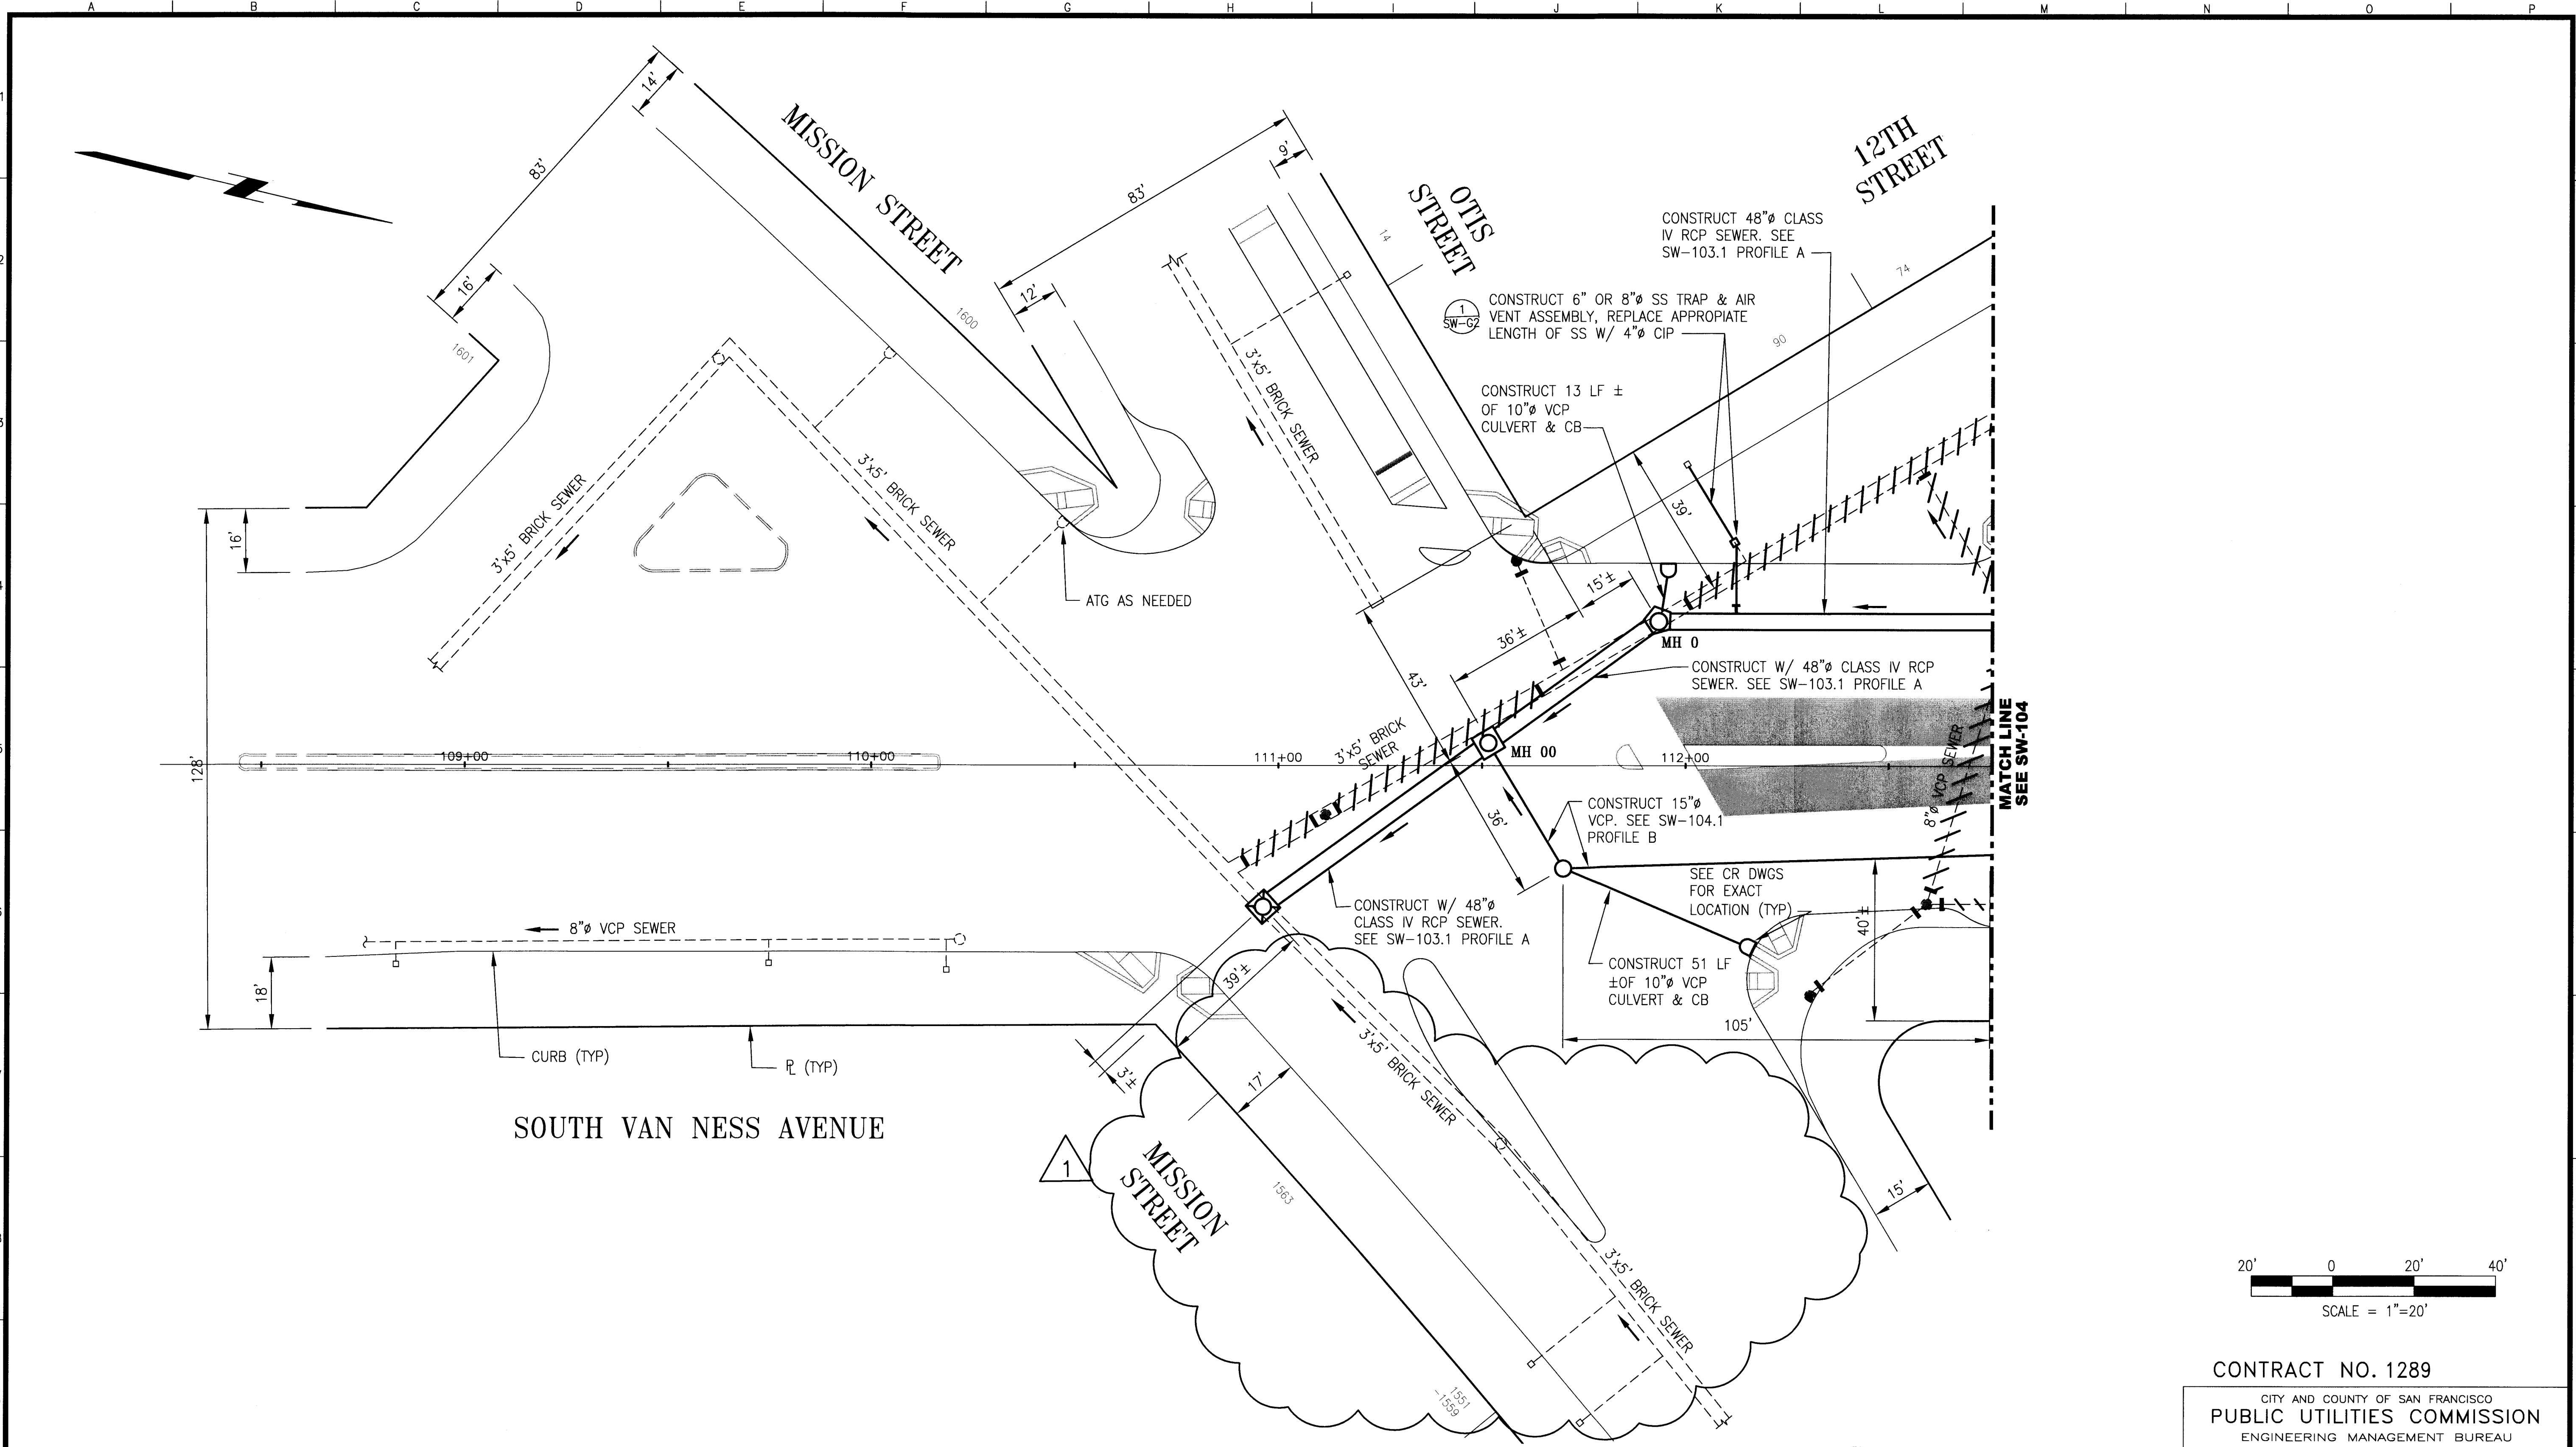 A B C D E F G H I J K L M N O P
1
2
3
4
5
6
83'
14'
MISSION STREET
16'
1601
1600
83'
9'
12'
OTIS
STREET
14
12TH
STREET
CONSTRUCT 48"ø CLASS
IV RCP SEWER. SEE
SW-103.1 PROFILE A
74
1
SW-G2
CONSTRUCT 6" OR 8"ø SS TRAP & AIR
VENT ASSEMBLY, REPLACE APPROPIATE
LENGTH OF SS W/ 4"ø CIP
90
CONSTRUCT 13 LF ±
OF 10"ø VCP
CULVERT & CB
39'
3'x5' BRICK SEWER
3'x5' BRICK SEWER
3'x5' BRICK SEWER
16'
ATG AS NEEDED
15'±
36'±
43'
MH 0
CONSTRUCT W/ 48"ø CLASS IV RCP
SEWER. SEE SW-103.1 PROFILE A
MATCH LINE
SEE SW-104
128'
109+00
110+00
111+00
3'x5' BRICK
SEWER
MH 00
112+00
8"ø VCP SEWER
36'
CONSTRUCT 15"ø
VCP. SEE SW-104.1
PROFILE B
SEE CR DWGS
FOR EXACT
LOCATION (TYP)
40'±
8"ø VCP SEWER
CONSTRUCT W/ 48"ø
CLASS IV RCP SEWER.
SEE SW-103.1 PROFILE A
CONSTRUCT 51 LF
±OF 10"ø VCP
CULVERT & CB
18'
39'±
105'
CURB (TYP)
PL (TYP)
3'±
17'
3'x5' BRICK SEWER
SOUTH VAN NESS AVENUE
1
MISSION
STREET
1563
15'
3'x5' BRICK SEWER
1551
-1559
20' 0 20' 40'
SCALE = 1"=20'
CONTRACT NO. 1289
CITY AND COUNTY OF SAN FRANCISCO
PUBLIC UTILITIES COMMISSION
ENGINEERING MANAGEMENT BUREAU